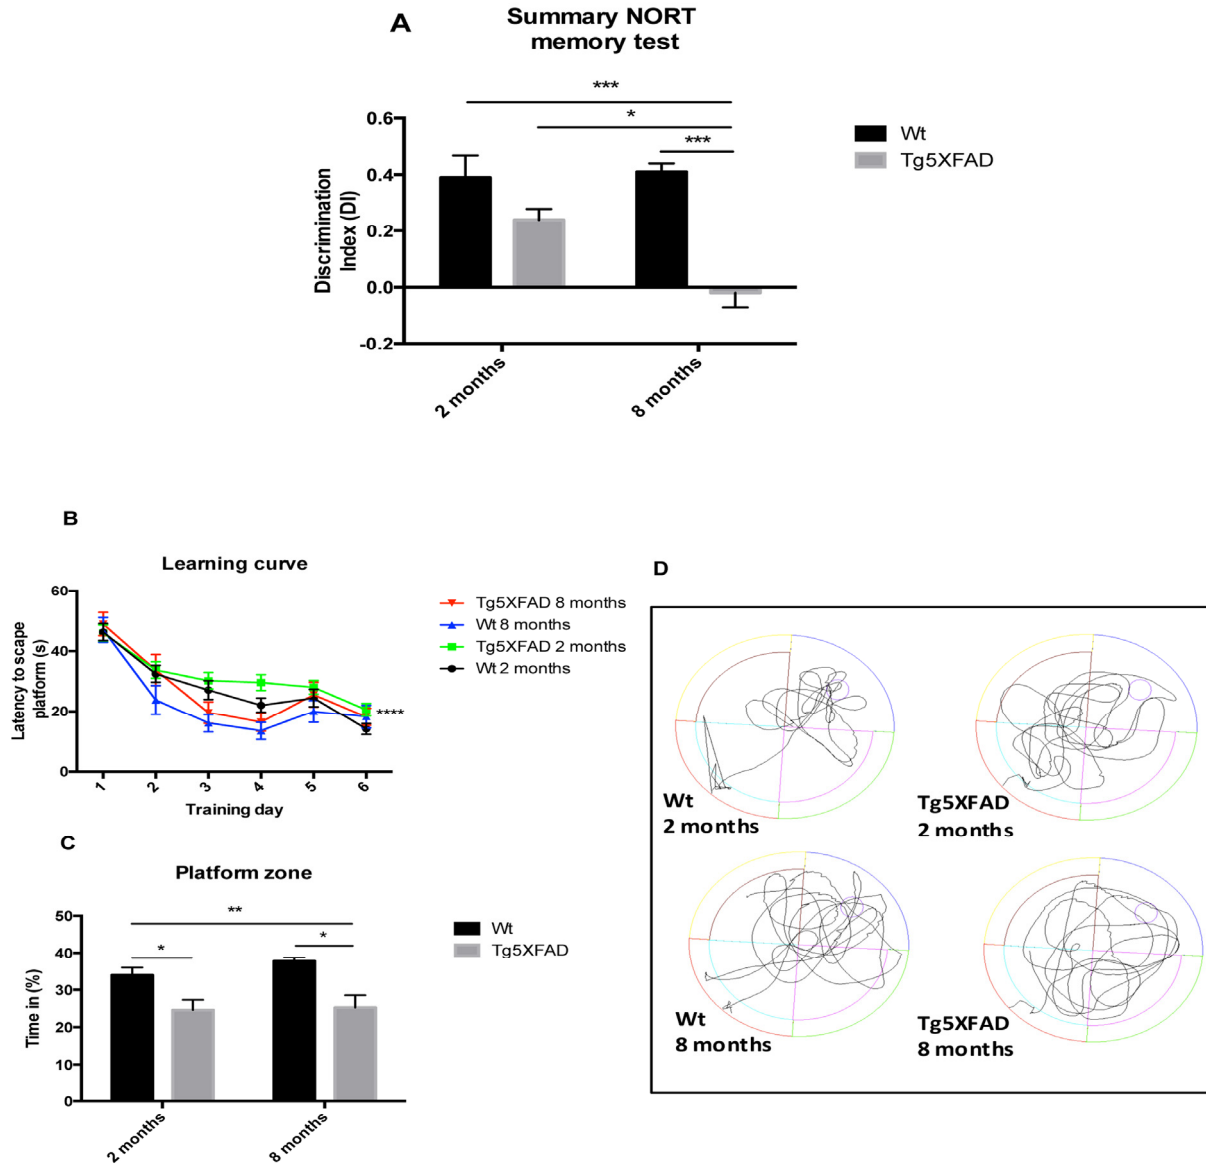 A
Summary NORT
memory test
***
*
***
0.6
0.4
0.2
0.0
-0.2
Discrimination
Index (DI)
2 months
8 months
Wt
Tg5XFAD
B
Learning curve
60
40
20
0
Latency to scape
platform (s)
1
2
3
4
5
6
Training day
****
Tg5XFAD 8 months
Wt 8 months
Tg5XFAD 2 months
Wt 2 months
C
Platform zone
50
40
30
20
10
0
Time in (%)
**
*
*
2 months
8 months
Wt
Tg5XFAD
D
Wt
2 months
Tg5XFAD
2 months
Wt
8 months
Tg5XFAD
8 months